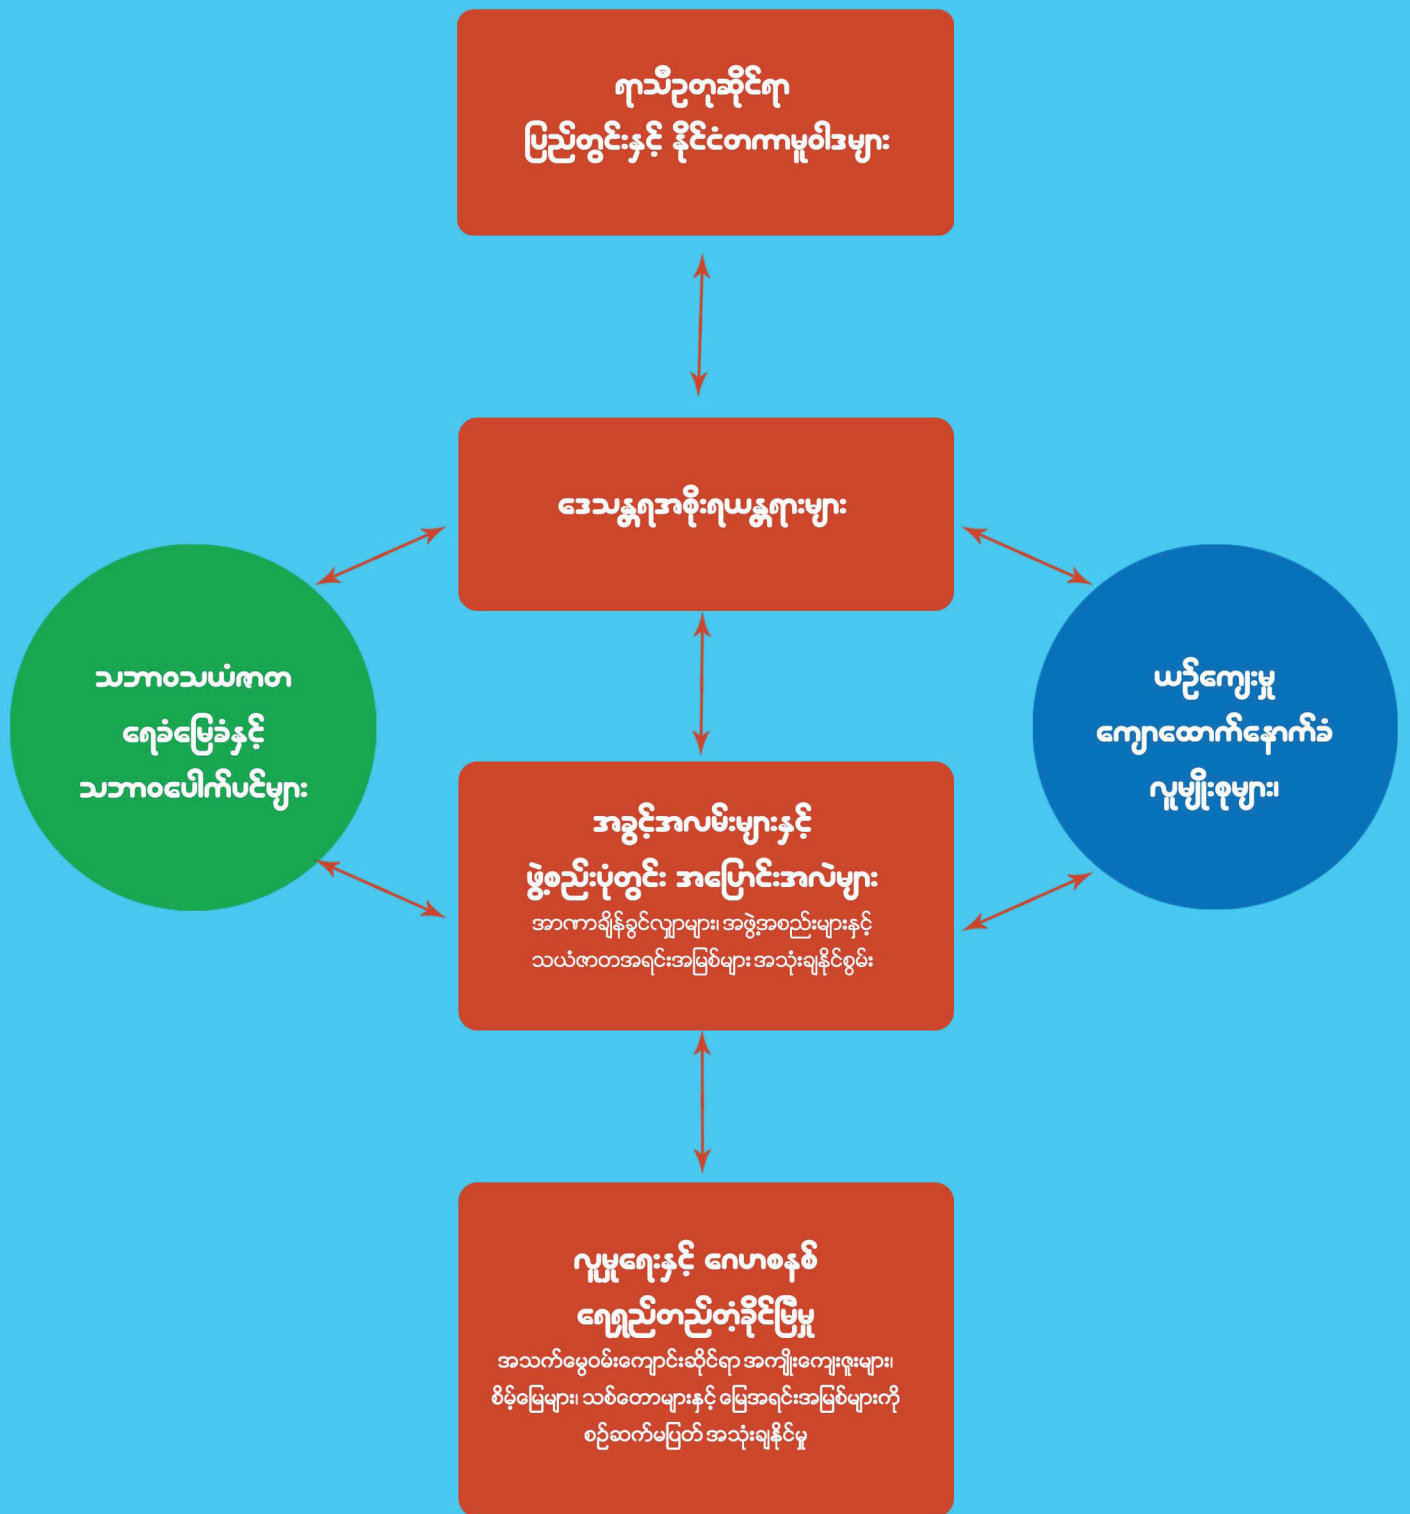 ရာသီဥတုဆိုင်ရာ
ပြည်တွင်းနှင့် နိုင်ငံတကာမူဝါဒများ
ဒေသန္တရအစိုးရယန္တရားများ
သဘာဝသယံဇာတ
ရေခံမြေခံနှင့်
သဘာဝပေါက်ပင်များ
ယဉ်ကျေးမှု
ကျောထောက်နောက်ခံ
လူမျိုးစုများ၊
အခွင့်အလမ်းများနှင့်
ဖွဲ့စည်းပုံတွင်း အပြောင်းအလဲများ
အာဏာချိန်ခွင်လျှာများ၊ အဖွဲ့အစည်းများနှင့်
သယံဇာတအရင်းအမြစ်များ အသုံးချနိုင်စွမ်း
လူမှုရေးနှင့် ဂေဟစနစ်
ရေရှည်တည်တံ့ခိုင်မြဲမှု
အသက်မွေးဝမ်းကျောင်းဆိုင်ရာ အကျိုးကျေးဇူးများ၊
စိမ့်မြေများ၊ သစ်တောများနှင့် မြေအရင်းအမြစ်များကို
စဉ်ဆက်မပြတ် အသုံးချနိုင်မှု